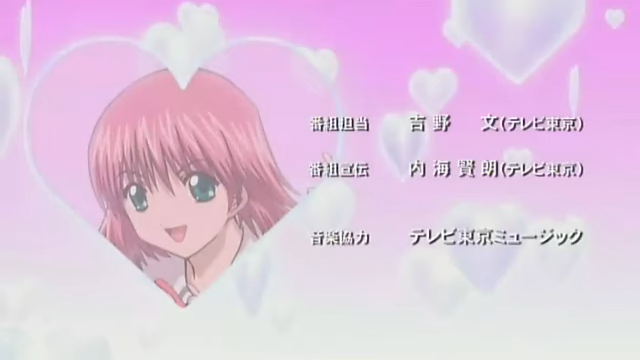 番組担当 吉野 文(テレビ東京)
番組宣伝 内海賢朗(テレビ東京)
音楽協力 テレビ東京ミュージック